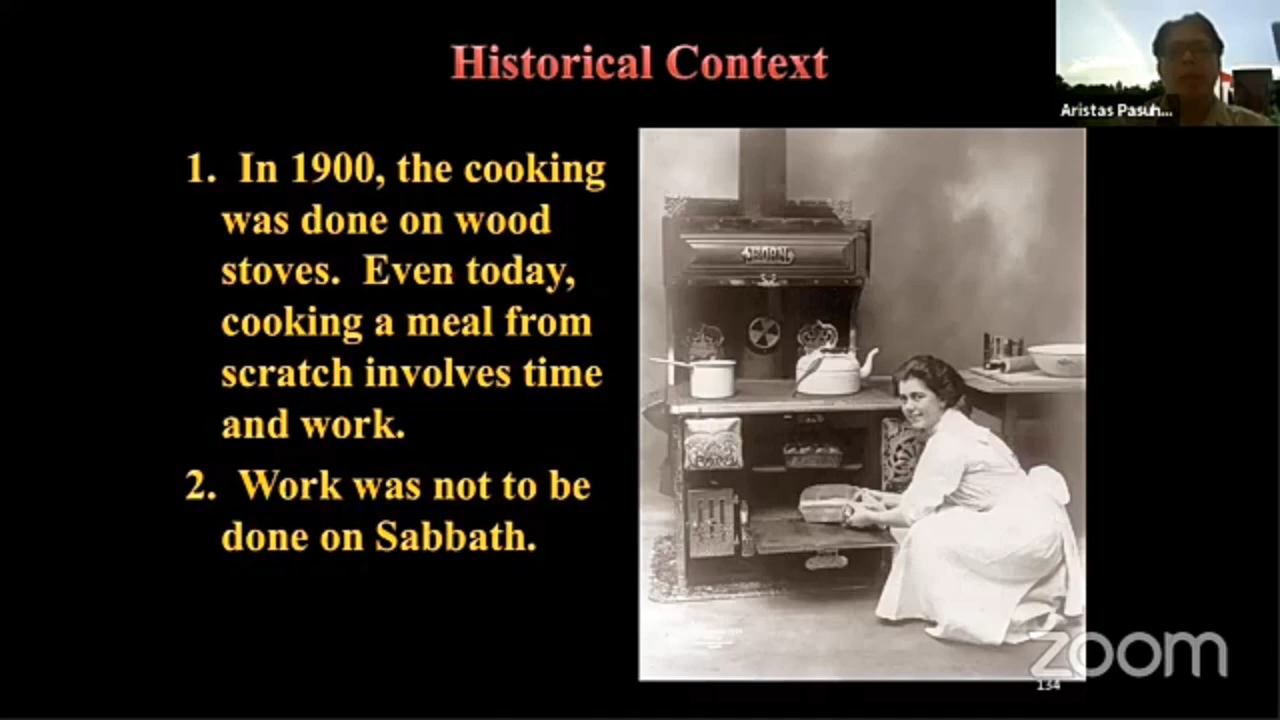 Historical Context
Aristas Pasuh...
1. In 1900, the cooking
was done on wood
stoves. Even today,
cooking a meal from
scratch involves time
and work.
2. Work was not to be
done on Sabbath.
zoom
134